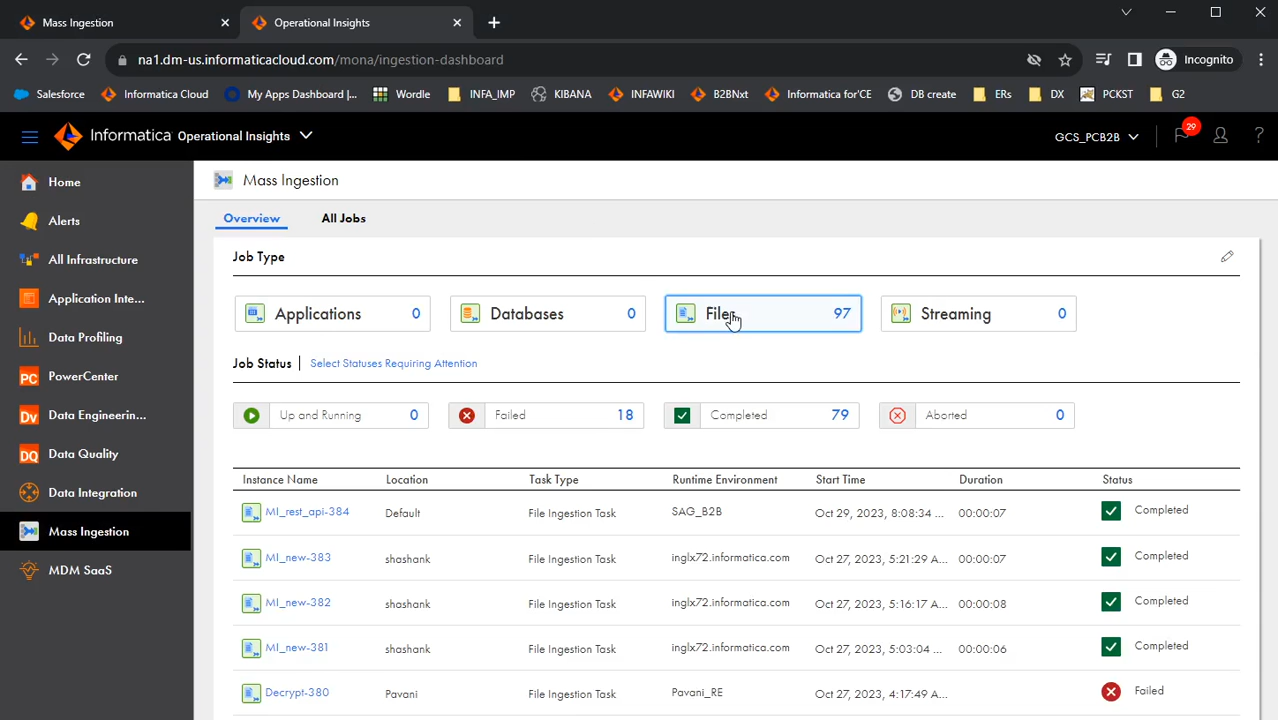 Mass Ingestion
Operational Insights
na1.dm-us.informaticacloud.com/mona/ingestion-dashboard
Incognito
Salesforce
Informatica Cloud
My Apps Dashboard |...
Wordle
INFA_IMP
KIBANA
INFAWIKI
B2BNxt
Informatica for'CE
DB create
ERs
DX
PCKST
G2
Informatica Operational Insights
GCS_PCB2B
29
?
Home
Alerts
All Infrastructure
Application Inte...
Data Profiling
PC PowerCenter
Dv Data Engineerin...
DQ Data Quality
Data Integration
Mass Ingestion
MDM SaaS
Mass Ingestion
Overview All Jobs
Job Type
Applications 0 Databases 0 Files 97 Streaming 0
Job Status | Select Statuses Requiring Attention
Up and Running 0 Failed 18 Completed 79 Aborted 0
Instance Name Location Task Type Runtime Environment Start Time Duration Status
MI_rest_api-384 Default File Ingestion Task SAG_B2B Oct 29, 2023, 8:08:34 ... 00:00:07 Completed
MI_new-383 shashank File Ingestion Task inglx72.informatica.com Oct 27, 2023, 5:21:29 A... 00:00:07 Completed
MI_new-382 shashank File Ingestion Task inglx72.informatica.com Oct 27, 2023, 5:16:17 A... 00:00:08 Completed
MI_new-381 shashank File Ingestion Task inglx72.informatica.com Oct 27, 2023, 5:03:04 ... 00:00:06 Completed
Decrypt-380 Pavani File Ingestion Task Pavani_RE Oct 27, 2023, 4:17:49 A... Failed